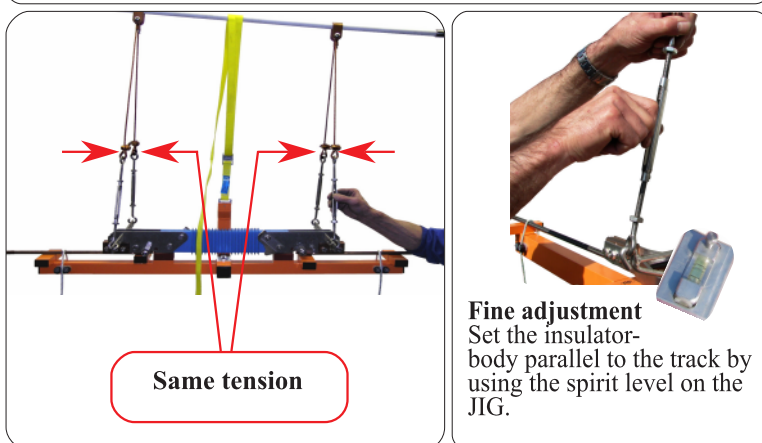 Same tension
Fine adjustment
Set the insulator-
body parallel to the track by
using the spirit level on the
JIG.